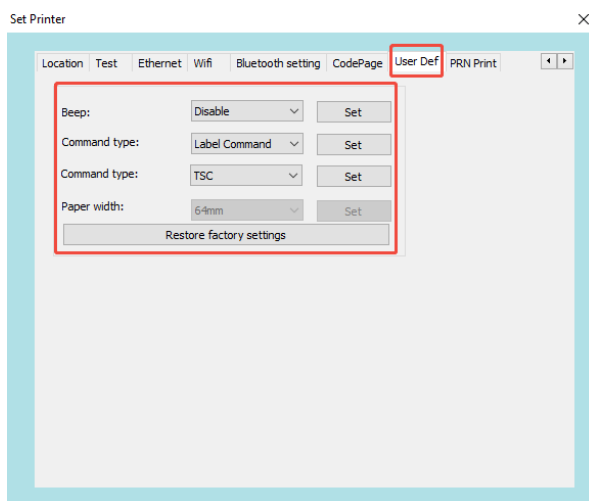 Set Printer
Location Test Ethernet Wifi Bluetooth setting CodePage User Def PRN Print
Beep: Disable Set
Command type: Label Command Set
Command type: TSC Set
Paper width: 64mm Set
Restore factory settings